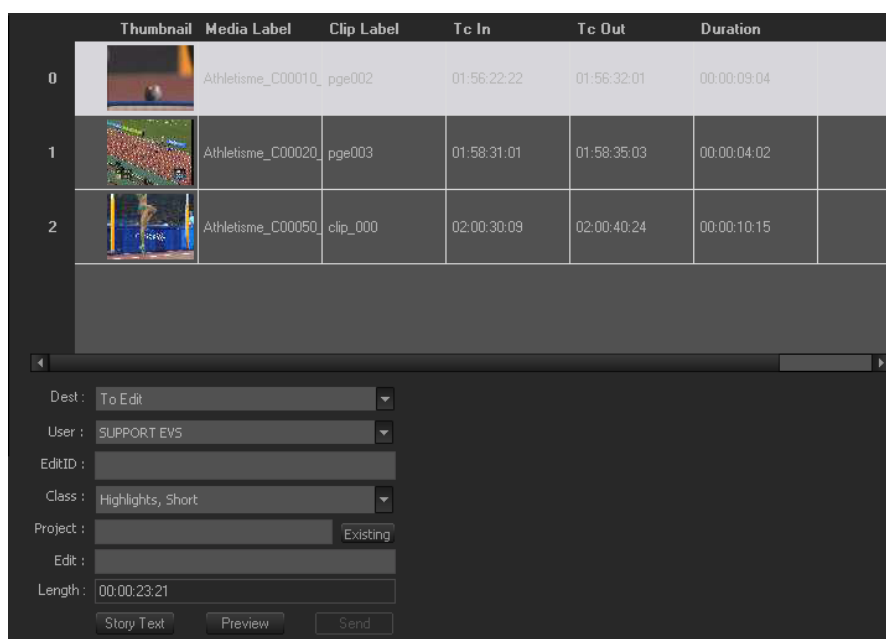 Thumbnail Media Label Clip Label Tc In Tc Out Duration
0 Athletisme_C00010_ pge002 01:56:22:22 01:56:32:01 00:00:09:04
1 Athletisme_C00020_ pge003 01:58:31:01 01:58:35:03 00:00:04:02
2 Athletisme_C00050_ clip_000 02:00:30:09 02:00:40:24 00:00:10:15
Dest : To Edit
User : SUPPORT EVS
EditID :
Class : Highlights, Short
Project : Existing
Edit :
Length : 00:00:23:21
Story Text Preview Send